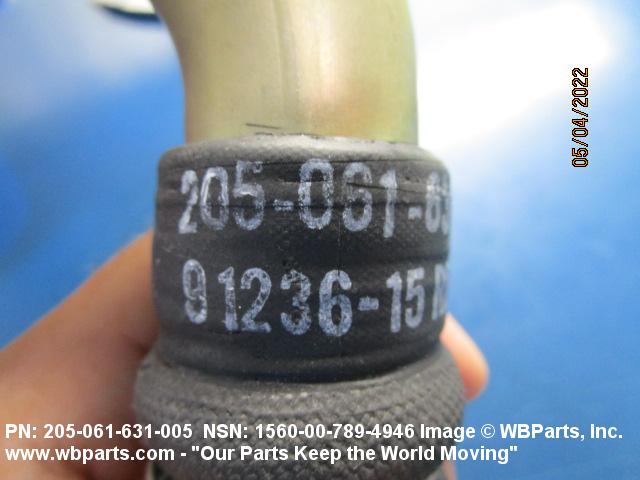 05/04/2022
205-061-63
91236-15 R
PN: 205-061-631-005 NSN: 1560-00-789-4946 Image © WBParts, Inc.
www.wbparts.com - "Our Parts Keep the World Moving"